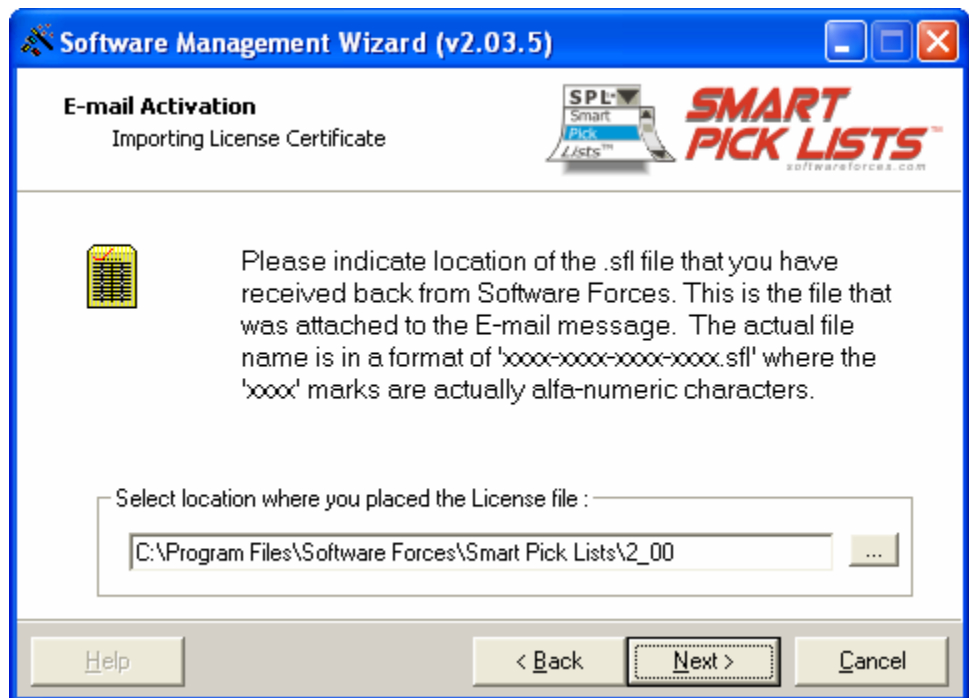 Software Management Wizard (v2.03.5)
E-mail Activation
Importing License Certificate
SPL™
Smart
Pick
Lists™
SMART
PICK LISTS™
softwareforces.com
Please indicate location of the .sfl file that you have
received back from Software Forces. This is the file that
was attached to the E-mail message.  The actual file
name is in a format of 'xxxx-xxxx-xxxx-xxxx.sfl' where the
'xxxx' marks are actually alfa-numeric characters.
Select location where you placed the License file :
C:\Program Files\Software Forces\Smart Pick Lists\2_00
...
Help
< Back
Next >
Cancel